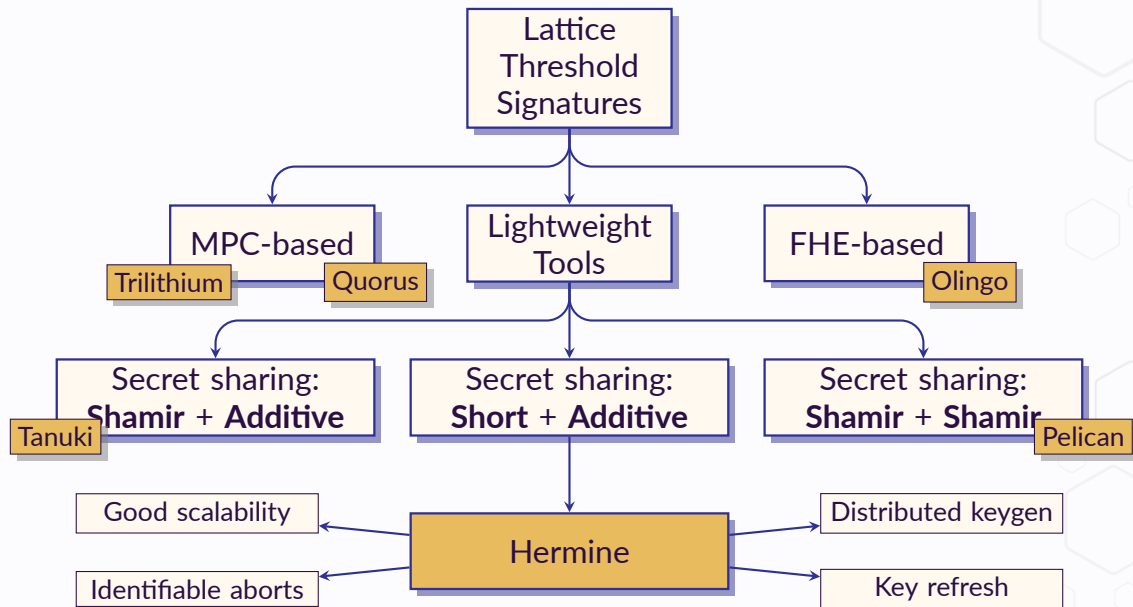 Lattice
Threshold
Signatures
MPC-based
Trilithium
Quorus
Lightweight
Tools
FHE-based
Olingo
Secret sharing:
Shamir + Additive
Tanuki
Secret sharing:
Short + Additive
Secret sharing:
Shamir + Shamir
Pelican
Good scalability
Identifiable aborts
Hermine
Distributed keygen
Key refresh